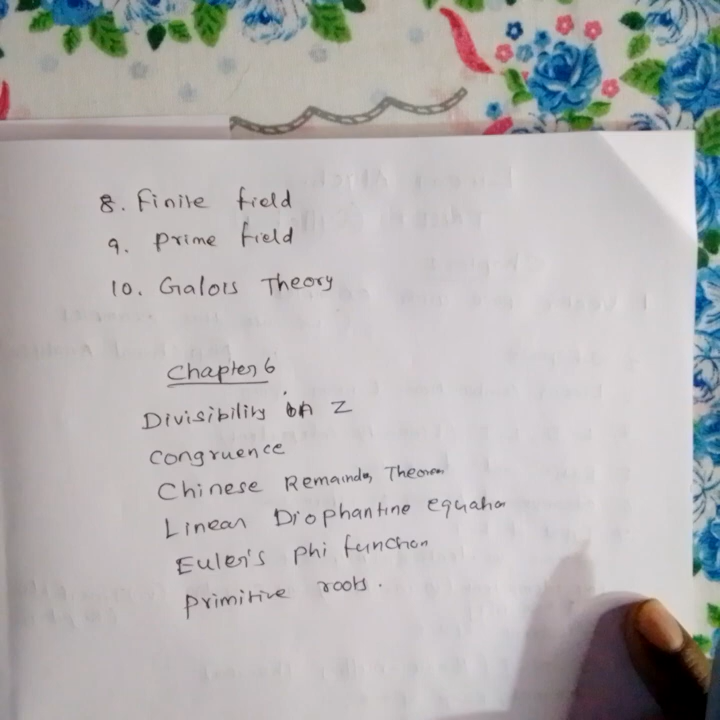 8. Finite field
9. Prime field
10. Galois Theory
Chapter 6
Divisibility in Z
Congruence
Chinese Remainder Theorem
Linear Diophantine equation
Euler's phi function
primitive roots.